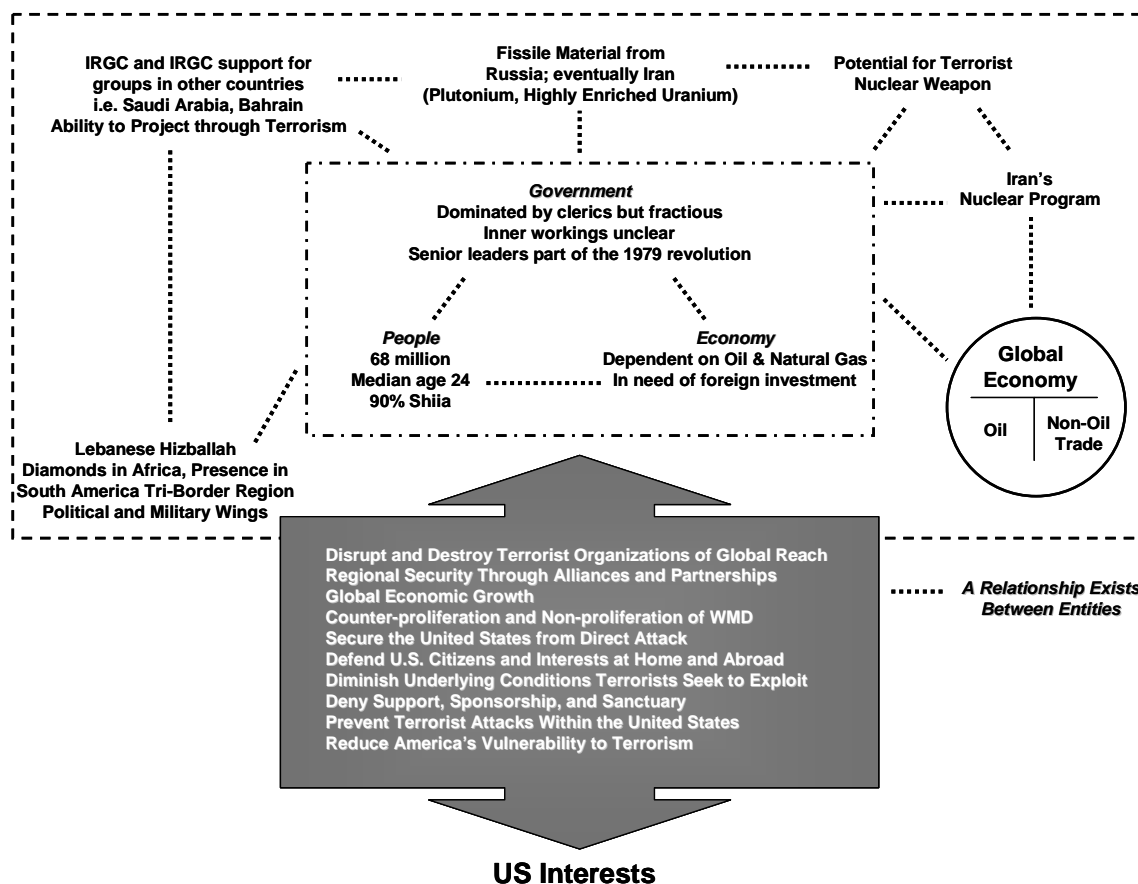 IRGC and IRGC support for
groups in other countries
i.e. Saudi Arabia, Bahrain
Ability to Project through Terrorism
Fissile Material from
Russia; eventually Iran
(Plutonium, Highly Enriched Uranium)
Potential for Terrorist
Nuclear Weapon
Iran's
Nuclear Program
Government
Dominated by clerics but fractious
Inner workings unclear
Senior leaders part of the 1979 revolution
People
68 million
Median age 24
90% Shiia
Economy
Dependent on Oil & Natural Gas
In need of foreign investment
Global
Economy
Oil
Non-Oil
Trade
Lebanese Hizballah
Diamonds in Africa, Presence in
South America Tri-Border Region
Political and Military Wings
Disrupt and Destroy Terrorist Organizations of Global Reach
Regional Security Through Alliances and Partnerships
Global Economic Growth
Counter-proliferation and Non-proliferation of WMD
Secure the United States from Direct Attack
Defend U.S. Citizens and Interests at Home and Abroad
Diminish Underlying Conditions Terrorists Seek to Exploit
Deny Support, Sponsorship, and Sanctuary
Prevent Terrorist Attacks Within the United States
Reduce America's Vulnerability to Terrorism
A Relationship Exists
Between Entities
US Interests